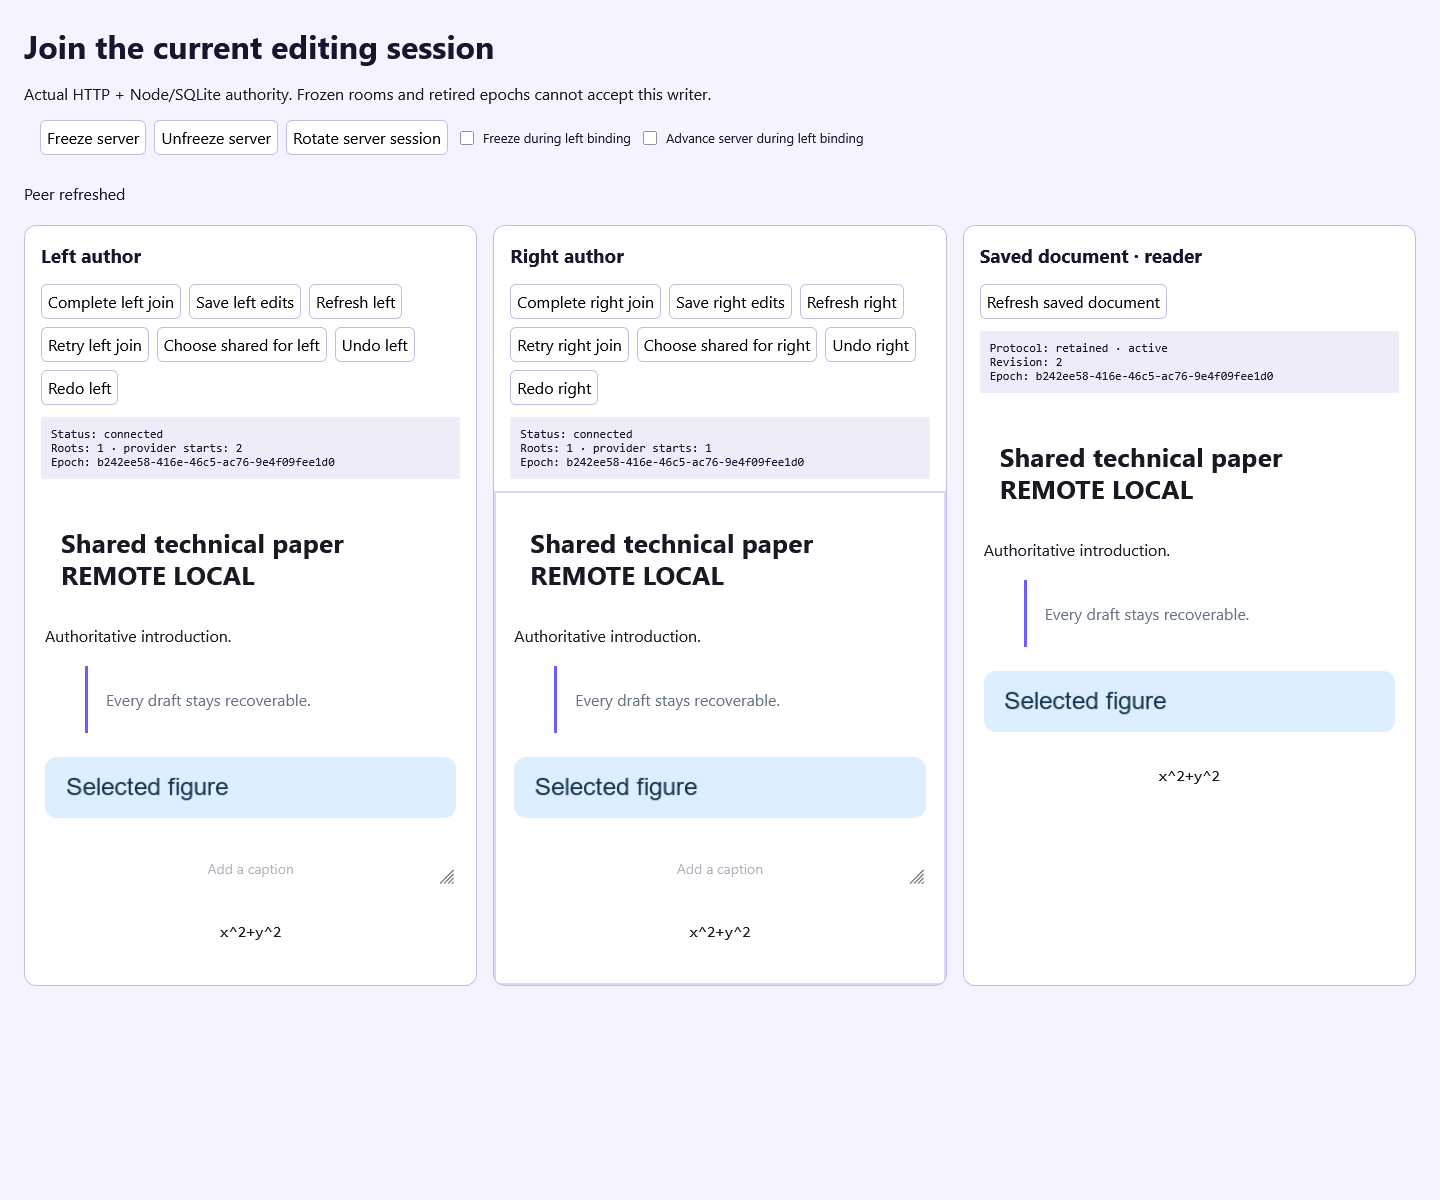 Join the current editing session
Actual HTTP + Node/SQLite authority. Frozen rooms and retired epochs cannot accept this writer.
Freeze server Unfreeze server Rotate server session Freeze during left binding Advance server during left binding
Peer refreshed
Left author
Complete left join Save left edits Refresh left
Retry left join Choose shared for left Undo left
Redo left
Status: connected
Roots: 1 · provider starts: 2
Epoch: b242ee58-416e-46c5-ac76-9e4f09fee1d0
Shared technical paper
REMOTE LOCAL
Authoritative introduction.
Every draft stays recoverable.
Selected figure
Add a caption
x^2+y^2
Right author
Complete right join Save right edits Refresh right
Retry right join Choose shared for right Undo right
Redo right
Status: connected
Roots: 1 · provider starts: 1
Epoch: b242ee58-416e-46c5-ac76-9e4f09fee1d0
Shared technical paper
REMOTE LOCAL
Authoritative introduction.
Every draft stays recoverable.
Selected figure
Add a caption
x^2+y^2
Saved document · reader
Refresh saved document
Protocol: retained · active
Revision: 2
Epoch: b242ee58-416e-46c5-ac76-9e4f09fee1d0
Shared technical paper
REMOTE LOCAL
Authoritative introduction.
Every draft stays recoverable.
Selected figure
x^2+y^2